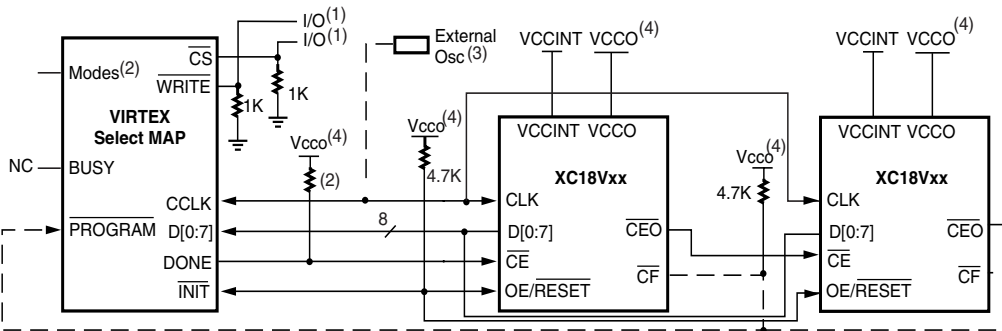 I/O(1)
I/O(1)
External
Osc(3)
VCCINT VCCO(4)
VCCINT VCCO(4)
CS
Modes(2)
WRITE
1K
1K
VIRTEX
Select MAP
VCCINT VCCO
VCCINT VCCO
Vcco(4)
Vcco(4)
Vcco(4)
NC
BUSY
(2)
4.7K
XC18Vxx
4.7K
XC18Vxx
CCLK
CLK
CLK
PROGRAM
D[0:7]
8
D[0:7]
CEO
D[0:7]
CEO
DONE
CE
CF
CE
CF
INIT
OE/RESET
OE/RESET